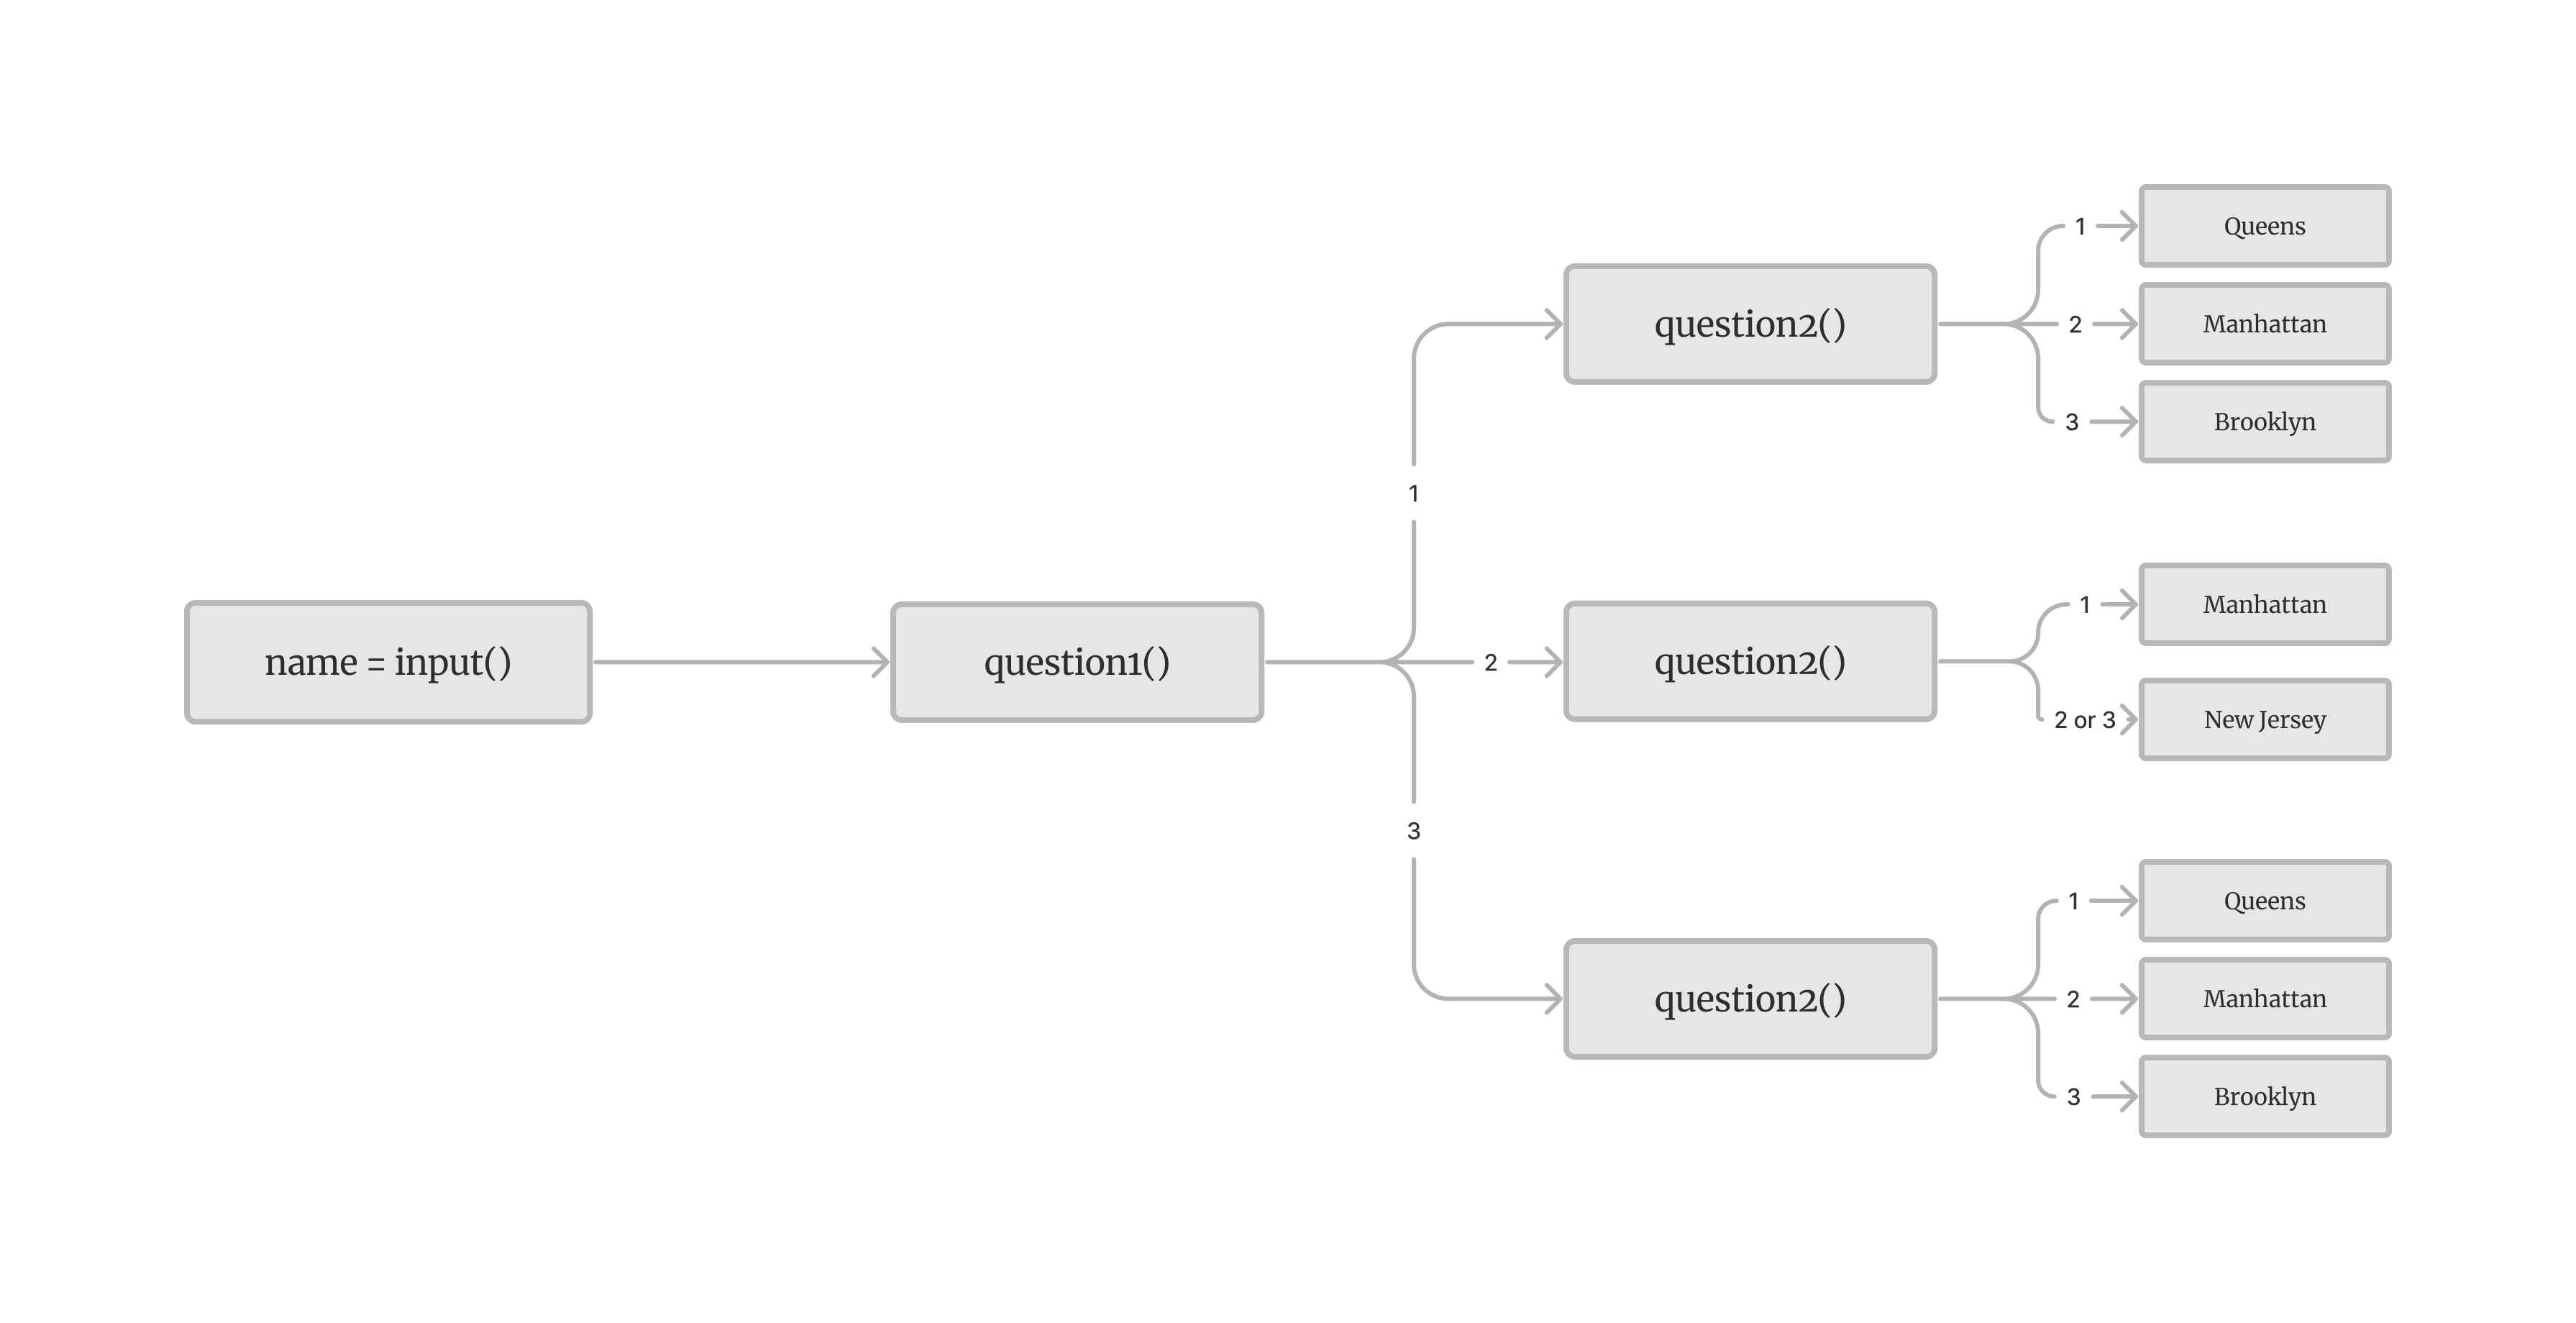 name = input()
question1()
1
question2()
1
Queens
2
Manhattan
3
Brooklyn
2
question2()
1
Manhattan
2 or 3
New Jersey
3
question2()
1
Queens
2
Manhattan
3
Brooklyn